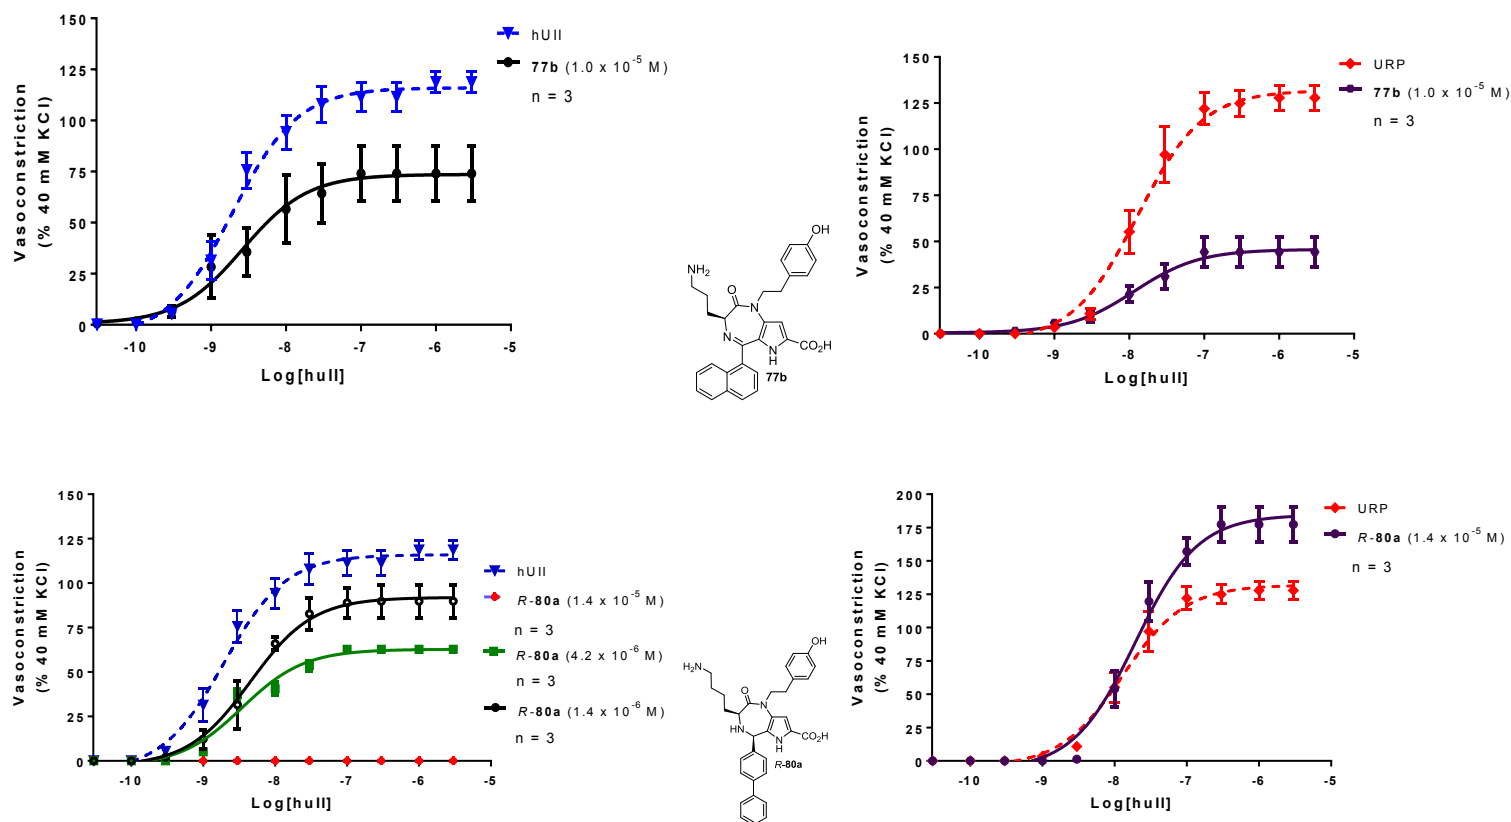 150
125
100
75
50
25
0
-10
-9
-8
-7
-6
-5
Vasoconstriction
(% 40 mM KCl)
Log[huII]
hUII
77b (1.0 x 10⁻⁵ M)
n = 3
OH
NH₂
O
N
N
N
H
CO₂H
77b
150
125
100
75
50
25
0
-10
-9
-8
-7
-6
-5
Vasoconstriction
(% 40 mM KCl)
Log[huII]
URP
77b (1.0 x 10⁻⁵ M)
n = 3
150
125
100
75
50
25
0
-10
-9
-8
-7
-6
-5
Vasoconstriction
(% 40 mM KCl)
Log[huII]
hUII
R-80a (1.4 x 10⁻⁵ M)
n = 3
R-80a (4.2 x 10⁻⁶ M)
n = 3
R-80a (1.4 x 10⁻⁶ M)
n = 3
OH
H₂N
O
N
HN
N
H
CO₂H
R-80a
200
175
150
125
100
75
50
25
0
-10
-9
-8
-7
-6
-5
Vasoconstriction
(% 40 mM KCl)
Log[huII]
URP
R-80a (1.4 x 10⁻⁵ M)
n = 3